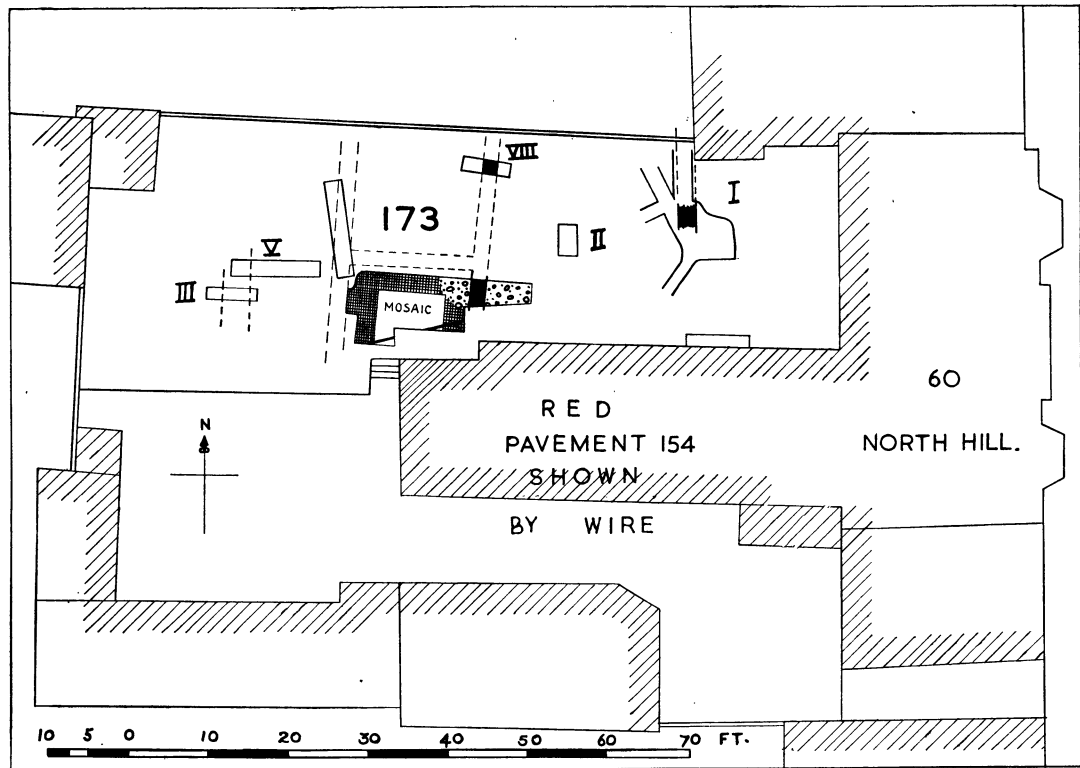 VIII
I
173
II
V
III
MOSAIC
60
RED
N
PAVEMENT 154
NORTH HILL.
SHOWN
BY WIRE
10 5 0 10 20 30 40 50 60 70 FT.